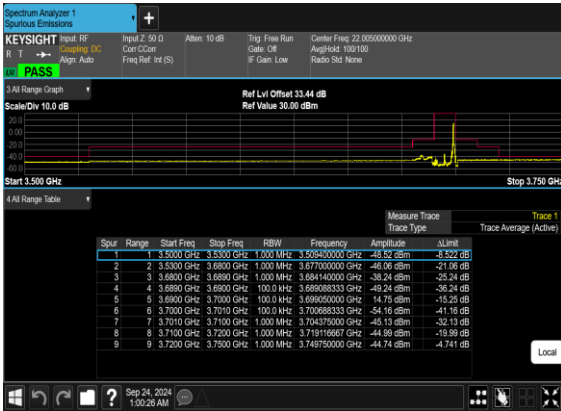 Spectrum Analyzer 1
Spurious Emissions
KEYSIGHT Input: RF Input Z: 50 Ω Atten: 10 dB Trig: Free Run Center Freq: 22.005000000 GHz
R T Coupling: DC Corr CCorr Gate: Off Avg|Hold: 100/100
Align: Auto Freq Ref: Int (S) IF Gain: Low Radio Std: None
PASS
3 All Range Graph Ref Lvl Offset 33.44 dB
Scale/Div 10.0 dB Ref Value 30.00 dBm
20.0
0.00
-20.0
-40.0
-60.0
Start 3.500 GHz Stop 3.750 GHz
4 All Range Table
Measure Trace Trace 1
Trace Type Trace Average (Active)
Spur Range Start Freq Stop Freq RBW Frequency Amplitude ΔLimit
1 1 3.5000 GHz 3.5300 GHz 1.000 MHz 3.509400000 GHz -48.52 dBm -8.522 dB
2 2 3.5300 GHz 3.6800 GHz 1.000 MHz 3.677000000 GHz -46.06 dBm -21.06 dB
3 3 3.6800 GHz 3.6890 GHz 1.000 MHz 3.684140000 GHz -38.24 dBm -25.24 dB
4 4 3.6890 GHz 3.6900 GHz 100.0 kHz 3.689088333 GHz -49.24 dBm -36.24 dB
5 5 3.6900 GHz 3.7000 GHz 100.0 kHz 3.699050000 GHz 14.75 dBm -15.25 dB
6 6 3.7000 GHz 3.7010 GHz 100.0 kHz 3.700688333 GHz -54.16 dBm -41.16 dB
7 7 3.7010 GHz 3.7100 GHz 1.000 MHz 3.704375000 GHz -45.13 dBm -32.13 dB
8 8 3.7100 GHz 3.7200 GHz 1.000 MHz 3.719116667 GHz -44.99 dBm -19.99 dB
9 9 3.7200 GHz 3.7500 GHz 1.000 MHz 3.749750000 GHz -44.74 dBm -4.741 dB
Local
Sep 24, 2024
1:00:26 AM